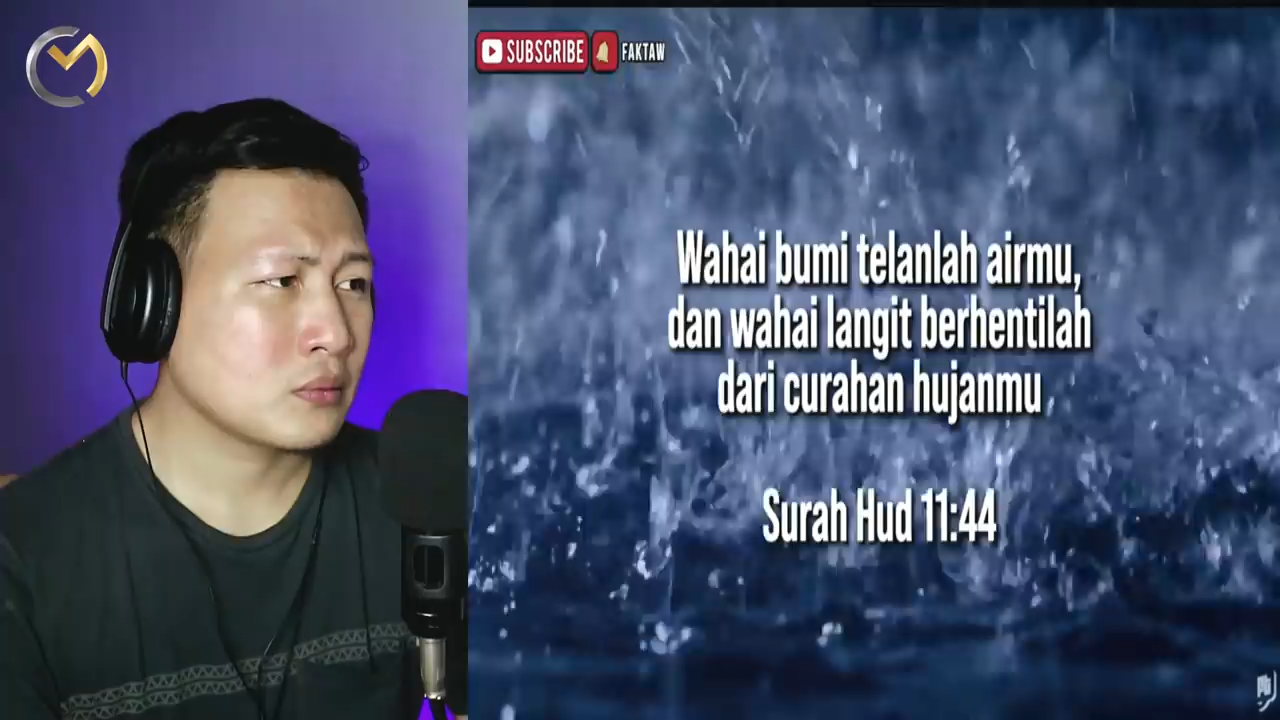 SUBSCRIBE FAKTAW
Wahai bumi telanlah airmu,
dan wahai langit berhentilah
dari curahan hujanmu
Surah Hud 11:44